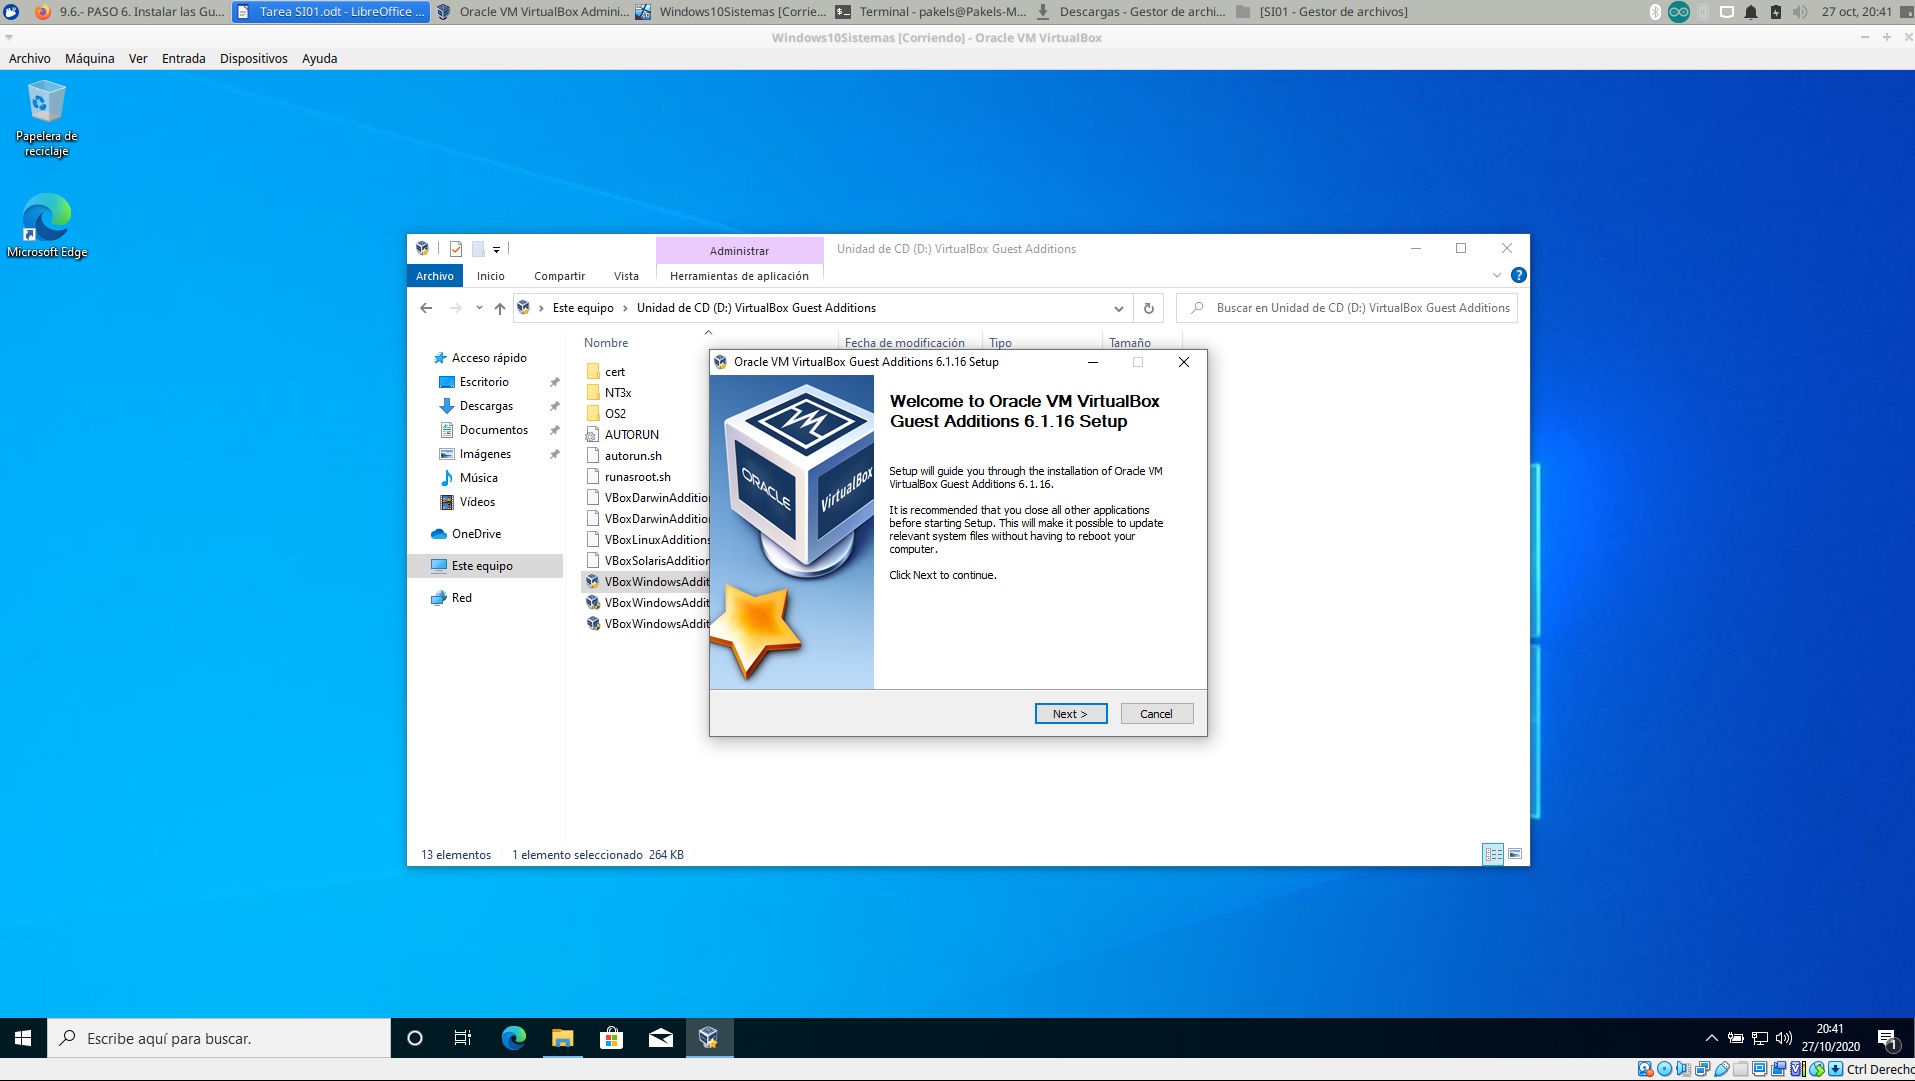 9.6.- PASO 6. Instalar las Gu...
Tarea SI01.odt - LibreOffice ...
Oracle VM VirtualBox Admini...
Windows10Sistemas [Corrie...
Terminal - pakels@Pakels-M...
Descargas - Gestor de archi...
[SI01 - Gestor de archivos]
27 oct, 20:41
Windows10Sistemas [Corriendo] - Oracle VM VirtualBox
Archivo Máquina Ver Entrada Dispositivos Ayuda
Papelera de
reciclaje
Microsoft Edge
Administrar
Unidad de CD (D:) VirtualBox Guest Additions
Archivo Inicio Compartir Vista Herramientas de aplicación
Este equipo > Unidad de CD (D:) VirtualBox Guest Additions
Buscar en Unidad de CD (D:) VirtualBox Guest Additions
Acceso rápido
Escritorio
Descargas
Documentos
Imágenes
Música
Vídeos
OneDrive
Este equipo
Red
Nombre Fecha de modificación Tipo Tamaño
cert
NT3x
OS2
AUTORUN
autorun.sh
runasroot.sh
VBoxDarwinAdditio
VBoxDarwinAdditio
VBoxLinuxAdditions
VBoxSolarisAddition
VBoxWindowsAddit
VBoxWindowsAddit
VBoxWindowsAddit
Oracle VM VirtualBox Guest Additions 6.1.16 Setup
ORACLE
VirtualBox
Welcome to Oracle VM VirtualBox
Guest Additions 6.1.16 Setup
Setup will guide you through the installation of Oracle VM
VirtualBox Guest Additions 6.1.16.
It is recommended that you close all other applications
before starting Setup. This will make it possible to update
relevant system files without having to reboot your
computer.
Click Next to continue.
Next >
Cancel
13 elementos 1 elemento seleccionado 264 KB
Escribe aquí para buscar.
20:41
27/10/2020
1
Ctrl Derecho